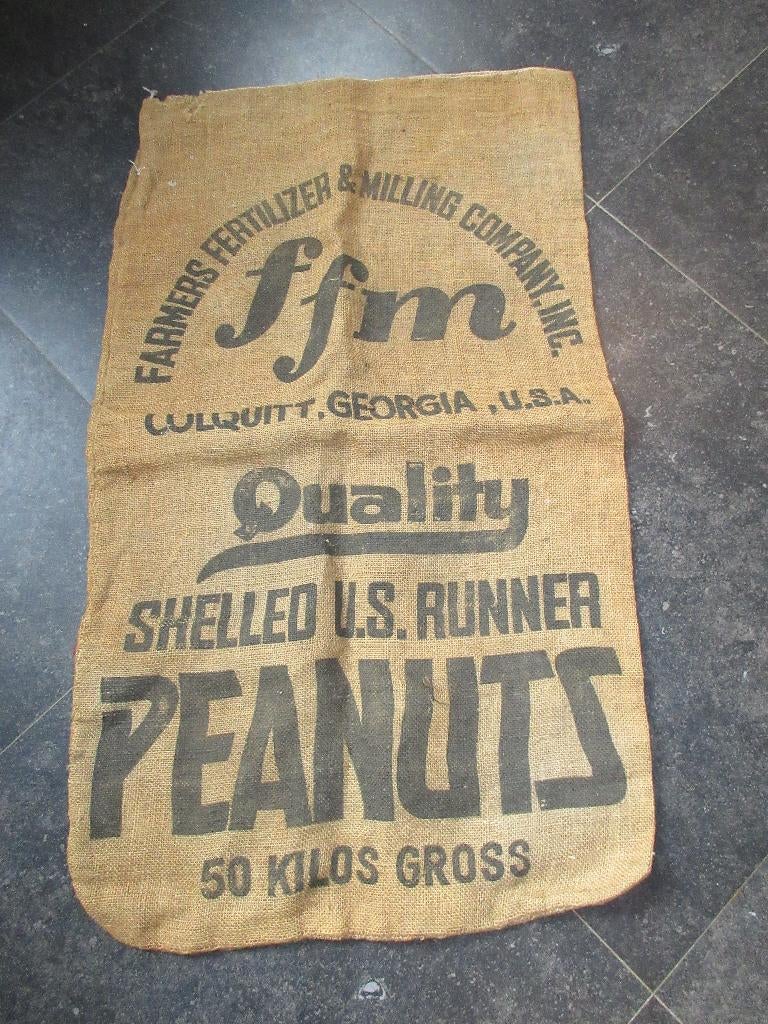 FARMERS FERTILIZER & MILLING COMPANY, INC.
ffm
COLQUITT, GEORGIA, U.S.A.
Quality
SHELLED U.S. RUNNER
PEANUTS
50 KILOS GROSS